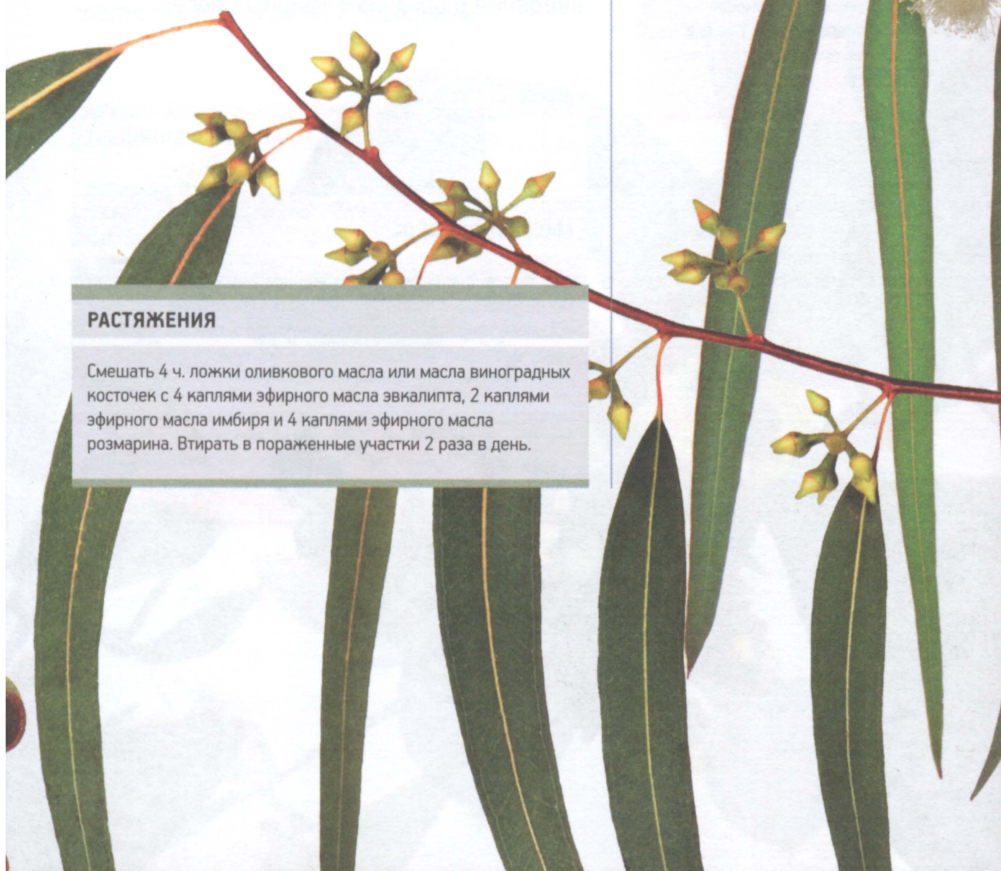 РАСТЯЖЕНИЯ
Смешать 4 ч. ложки оливкового масла или масла виноградных
косточек с 4 каплями эфирного масла эвкалипта, 2 каплями
эфирного масла имбиря и 4 каплями эфирного масла
розмарина. Втирать в пораженные участки 2 раза в день.